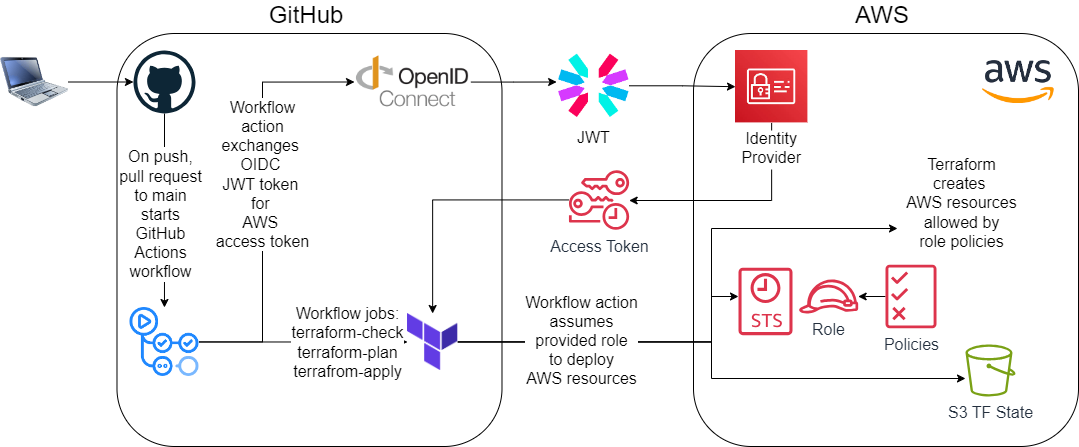 GitHub
AWS
OpenID
Connect
aws
JWT
Identity
Provider
Workflow
action
exchanges
OIDC
JWT token
for
AWS
access token
On push,
pull request
to main
starts
GitHub
Actions
workflow
Access Token
Terraform
creates
AWS resources
allowed by
role policies
Workflow jobs:
terraform-check
terraform-plan
terrafrom-apply
Workflow action
assumes
provided role
to deploy
AWS resources
STS
Role
Policies
S3 TF State